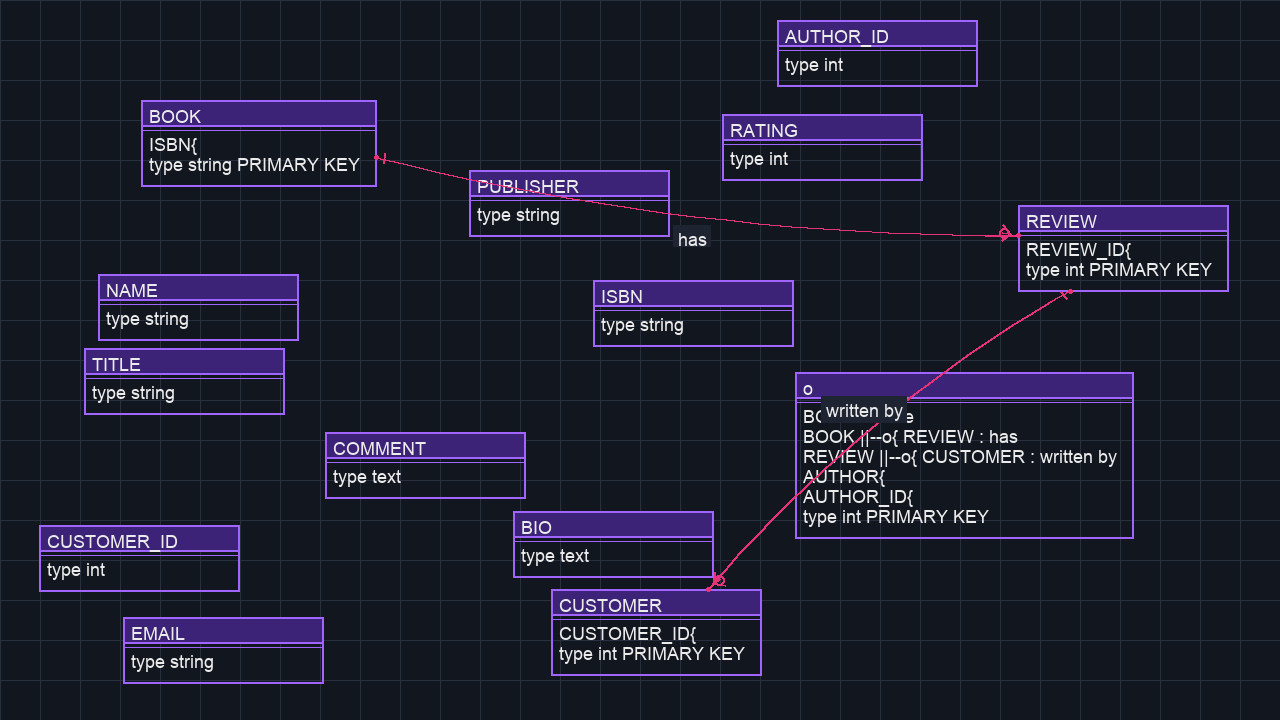 AUTHOR_ID
type int
BOOK
ISBN{
type string PRIMARY KEY
RATING
type int
PUBLISHER
type string
has
REVIEW
REVIEW_ID{
type int PRIMARY KEY
NAME
type string
ISBN
type string
TITLE
type string
o
written by
BOOK ||--o{ REVIEW : has
REVIEW ||--o{ CUSTOMER : written by
AUTHOR{
AUTHOR_ID{
type int PRIMARY KEY
COMMENT
type text
BIO
type text
CUSTOMER_ID
type int
CUSTOMER
CUSTOMER_ID{
type int PRIMARY KEY
EMAIL
type string